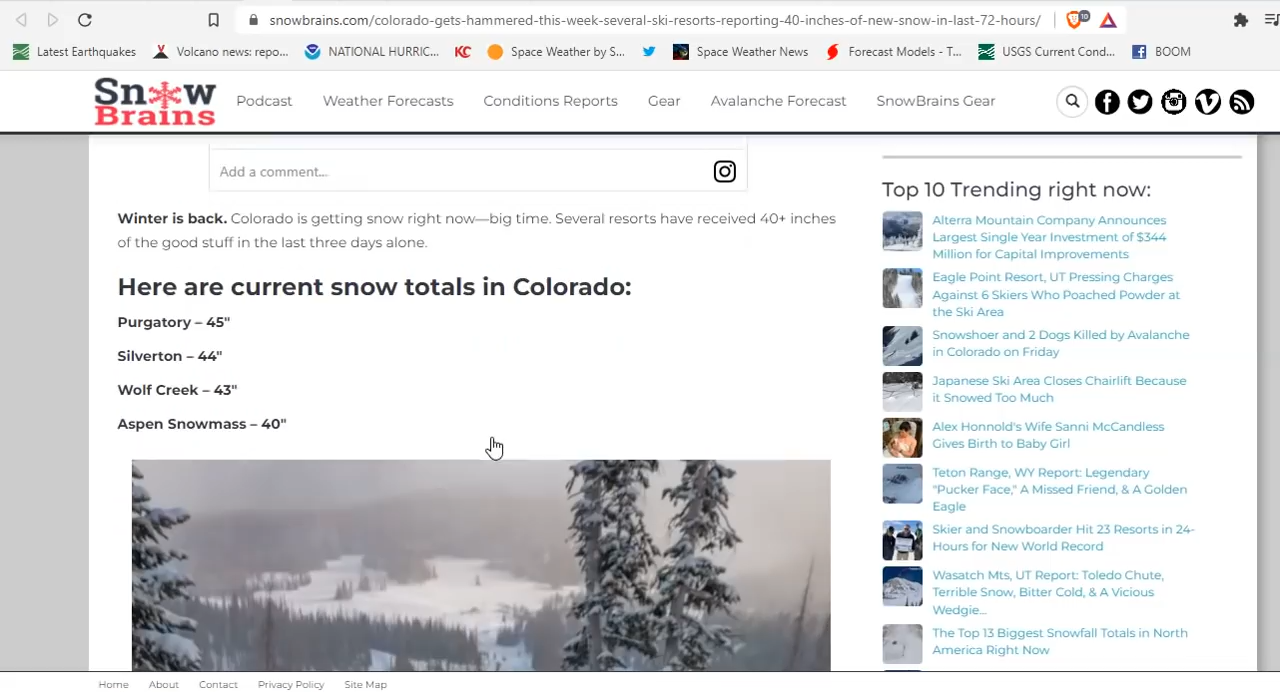 snowbrains.com/colorado-gets-hammered-this-week-several-ski-resorts-reporting-40-inches-of-new-snow-in-last-72-hours/
10
Latest Earthquakes
Volcano news: repo...
NATIONAL HURRIC...
KC
Space Weather by S...
Space Weather News
Forecast Models - T...
USGS Current Cond...
BOOM
Snow
Brains
Podcast
Weather Forecasts
Conditions Reports
Gear
Avalanche Forecast
SnowBrains Gear
Add a comment...
Winter is back. Colorado is getting snow right now—big time. Several resorts have received 40+ inches
of the good stuff in the last three days alone.
Here are current snow totals in Colorado:
Purgatory – 45"
Silverton – 44"
Wolf Creek – 43"
Aspen Snowmass – 40"
Top 10 Trending right now:
Alterra Mountain Company Announces
Largest Single Year Investment of $344
Million for Capital Improvements
Eagle Point Resort, UT Pressing Charges
Against 6 Skiers Who Poached Powder at
the Ski Area
Snowshoer and 2 Dogs Killed by Avalanche
in Colorado on Friday
Japanese Ski Area Closes Chairlift Because
it Snowed Too Much
Alex Honnold's Wife Sanni McCandless
Gives Birth to Baby Girl
Teton Range, WY Report: Legendary
"Pucker Face," A Missed Friend, & A Golden
Eagle
Skier and Snowboarder Hit 23 Resorts in 24-
Hours for New World Record
Wasatch Mts, UT Report: Toledo Chute,
Terrible Snow, Bitter Cold, & A Vicious
Wedgie...
The Top 13 Biggest Snowfall Totals in North
America Right Now
Home
About
Contact
Privacy Policy
Site Map